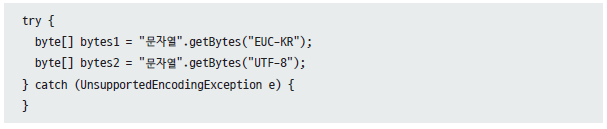 try {
  byte[] bytes1 = "문자열".getBytes("EUC-KR");
  byte[] bytes2 = "문자열".getBytes("UTF-8");
} catch (UnsupportedEncodingException e) {
}